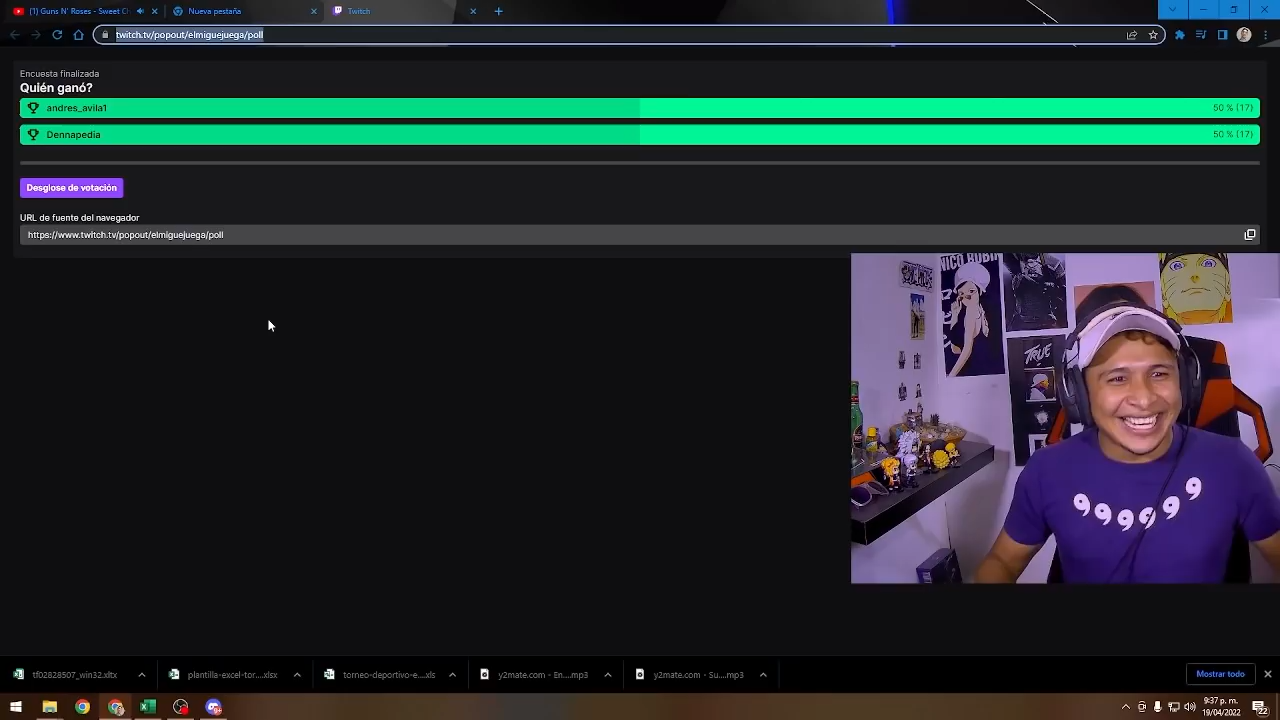 (1) Guns N' Roses - Sweet C
Nueva pestaña
Twitch
twitch.tv/popout/elmiguejuega/poll
Encuesta finalizada
Quién ganó?
andres_avila1
50 % (17)
Dennapedia
50 % (17)
Desglose de votación
URL de fuente del navegador
https://www.twitch.tv/popout/elmiguejuega/poll
NICO ROBIN
TRUE
tf02828507_win32.xltx
plantilla-excel-tor....xlsx
torneo-deportivo-e....xls
y2mate.com - En....mp3
y2mate.com - Su....mp3
Mostrar todo
9:37 p. m.
19/04/2022